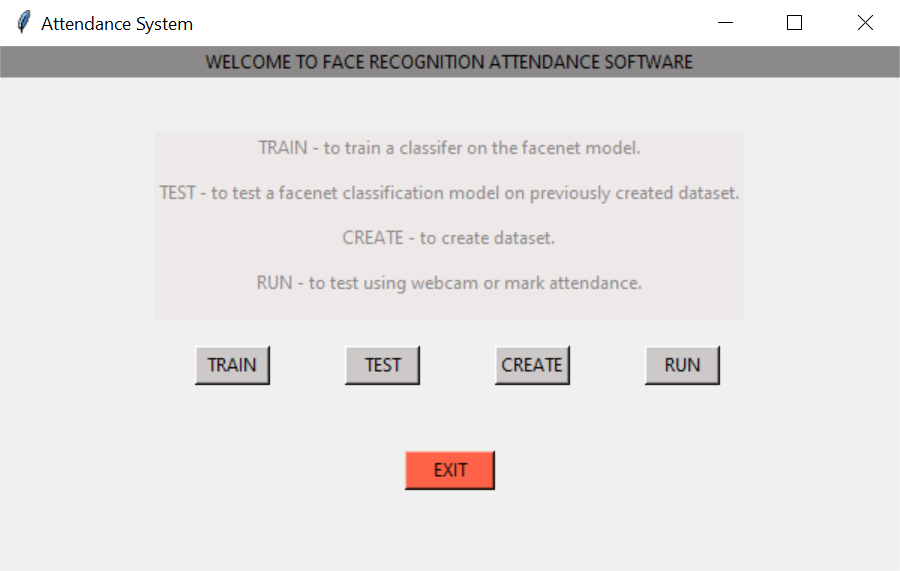 Attendance System
WELCOME TO FACE RECOGNITION ATTENDANCE SOFTWARE
TRAIN - to train a classifer on the facenet model.
TEST - to test a facenet classification model on previously created dataset.
CREATE - to create dataset.
RUN - to test using webcam or mark attendance.
TRAIN TEST CREATE RUN
EXIT